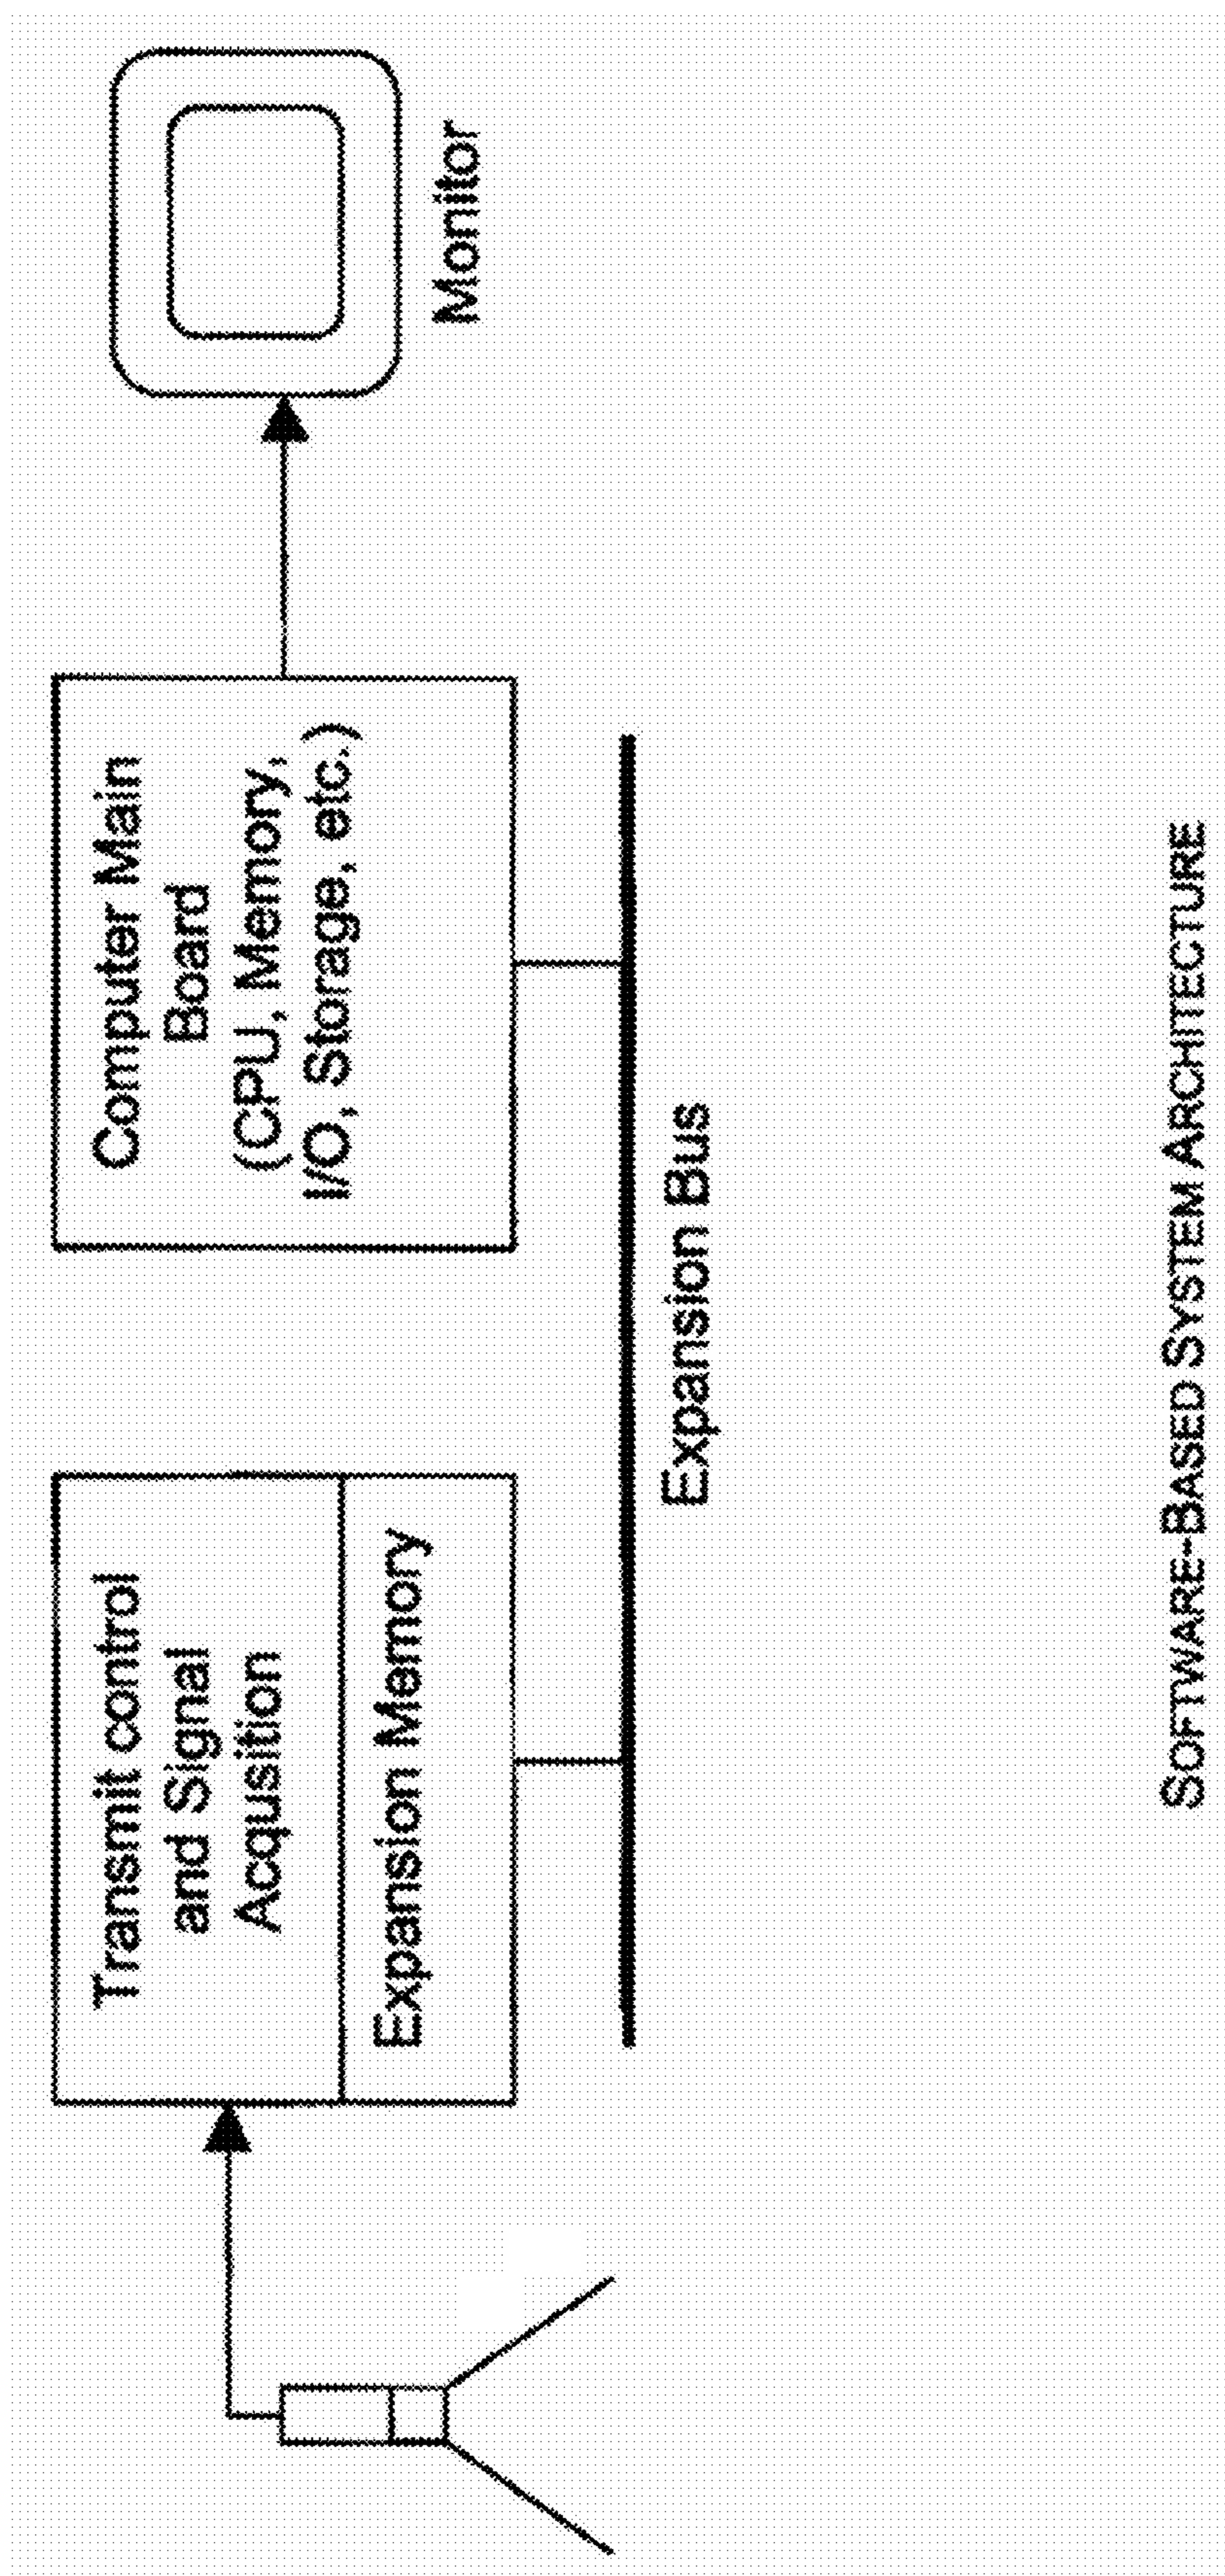 Transmit control
and Signal
Acqusition
Expansion Memory
Computer Main
Board
(CPU, Memory,
I/O, Storage, etc.)
Monitor
Expansion Bus
SOFTWARE-BASED SYSTEM ARCHITECTURE